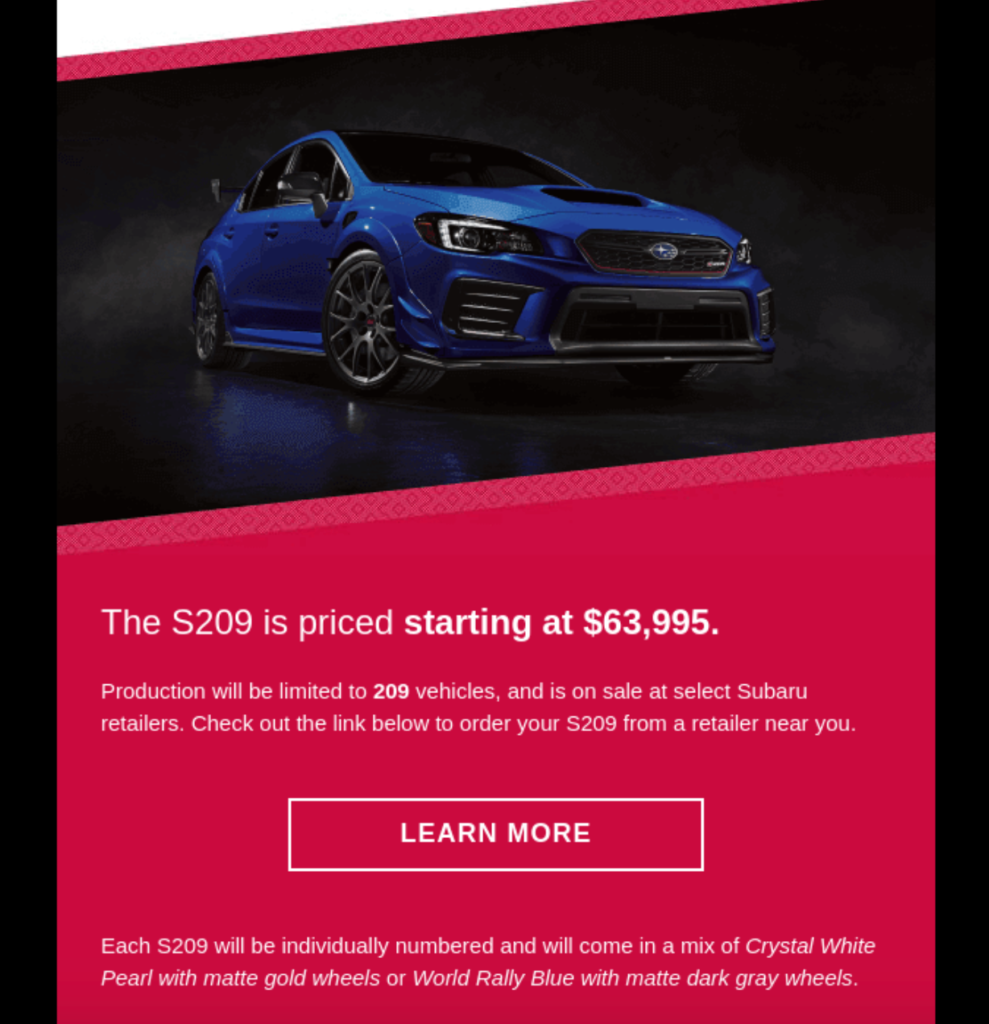 The S209 is priced starting at $63,995.
Production will be limited to 209 vehicles, and is on sale at select Subaru
retailers. Check out the link below to order your S209 from a retailer near you.
LEARN MORE
Each S209 will be individually numbered and will come in a mix of Crystal White
Pearl with matte gold wheels or World Rally Blue with matte dark gray wheels.